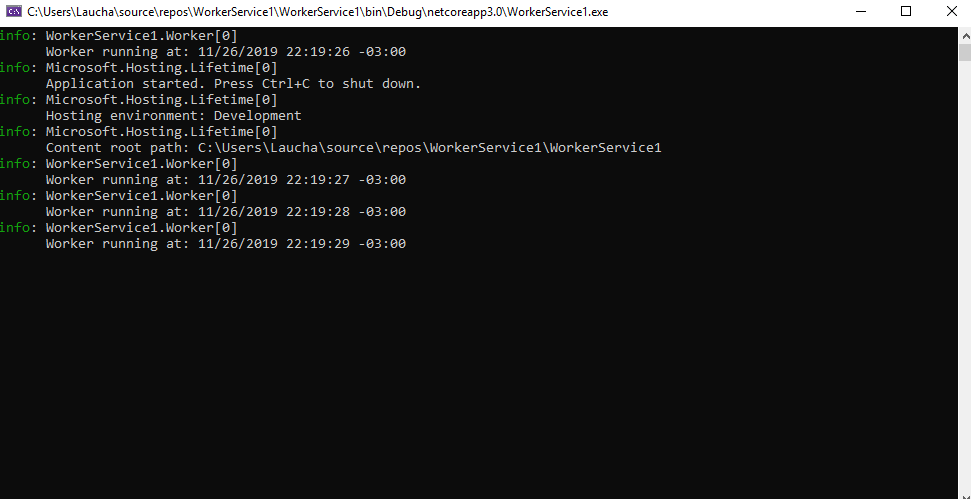 C:\Users\Laucha\source\repos\WorkerService1\WorkerService1\bin\Debug\netcoreapp3.0\WorkerService1.exe
info: WorkerService1.Worker[0]
Worker running at: 11/26/2019 22:19:26 -03:00
info: Microsoft.Hosting.Lifetime[0]
Application started. Press Ctrl+C to shut down.
info: Microsoft.Hosting.Lifetime[0]
Hosting environment: Development
info: Microsoft.Hosting.Lifetime[0]
Content root path: C:\Users\Laucha\source\repos\WorkerService1\WorkerService1
info: WorkerService1.Worker[0]
Worker running at: 11/26/2019 22:19:27 -03:00
info: WorkerService1.Worker[0]
Worker running at: 11/26/2019 22:19:28 -03:00
info: WorkerService1.Worker[0]
Worker running at: 11/26/2019 22:19:29 -03:00